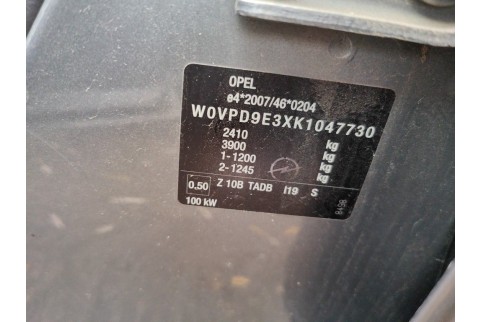 OPEL
e4*2007/46*0204
W0VPD9E3XK1047730
2410 kg
3900 kg
1-1200 kg
2-1245 kg
0.50 Z 10B TADB I19 S
100 kW